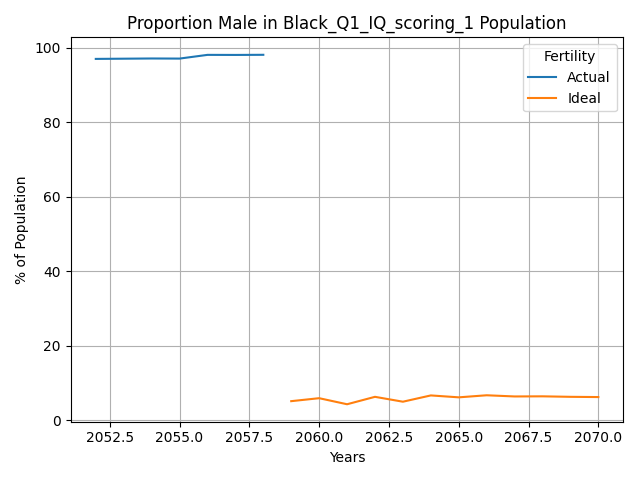 Proportion Male in Black_Q1_IQ_scoring_1 Population
% of Population
100
80
60
40
20
0
Fertility
Actual
Ideal
2052.5 2055.0 2057.5 2060.0 2062.5 2065.0 2067.5 2070.0
Years